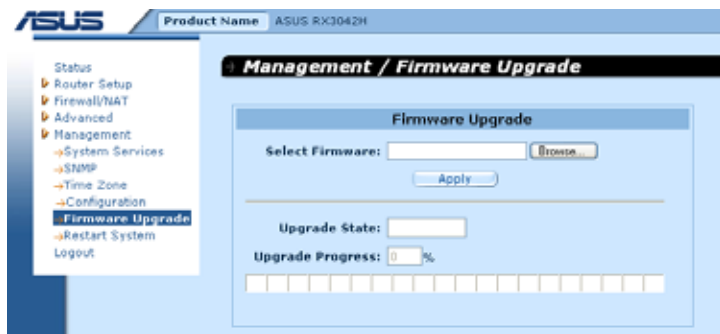 ASUS Product Name ASUS RX3042H
Status
Router Setup
Firewall/NAT
Advanced
Management
System Services
SNMP
Time Zone
Configuration
Firmware Upgrade
Restart System
Logout
Management / Firmware Upgrade
Firmware Upgrade
Select Firmware: Browse...
Apply
Upgrade State:
Upgrade Progress: 0 %